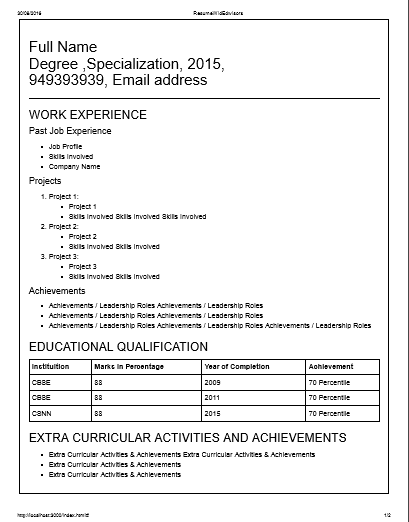 30/08/2016 ResumeWidEdwisors
Full Name
Degree ,Specialization, 2015,
949393939, Email address
WORK EXPERIENCE
Past Job Experience
Job Profile
Skills Involved
Company Name
Projects
1. Project 1:
Project 1
Skills Involved Skills Involved Skills Involved
2. Project 2:
Project 2
Skills Involved Skills Involved
3. Project 3:
Project 3
Skills Involved Skills Involved
Achievements
Achievements / Leadership Roles Achievements / Leadership Roles
Achievements / Leadership Roles Achievements / Leadership Roles
Achievements / Leadership Roles Achievements / Leadership Roles Achievements / Leadership Roles
EDUCATIONAL QUALIFICATION
Instituition Marks In Percentage Year of Completion Achievement
CBSE 88 2009 70 Percentile
CBSE 88 2011 70 Percentile
CSNN 88 2015 70 Percentile
EXTRA CURRICULAR ACTIVITIES AND ACHIEVEMENTS
Extra Curricular Activities & Achievements Extra Curricular Activities & Achievements
Extra Curricular Activities & Achievements
Extra Curricular Activities & Achievements
http://localhost:3000/index.html# 1/2